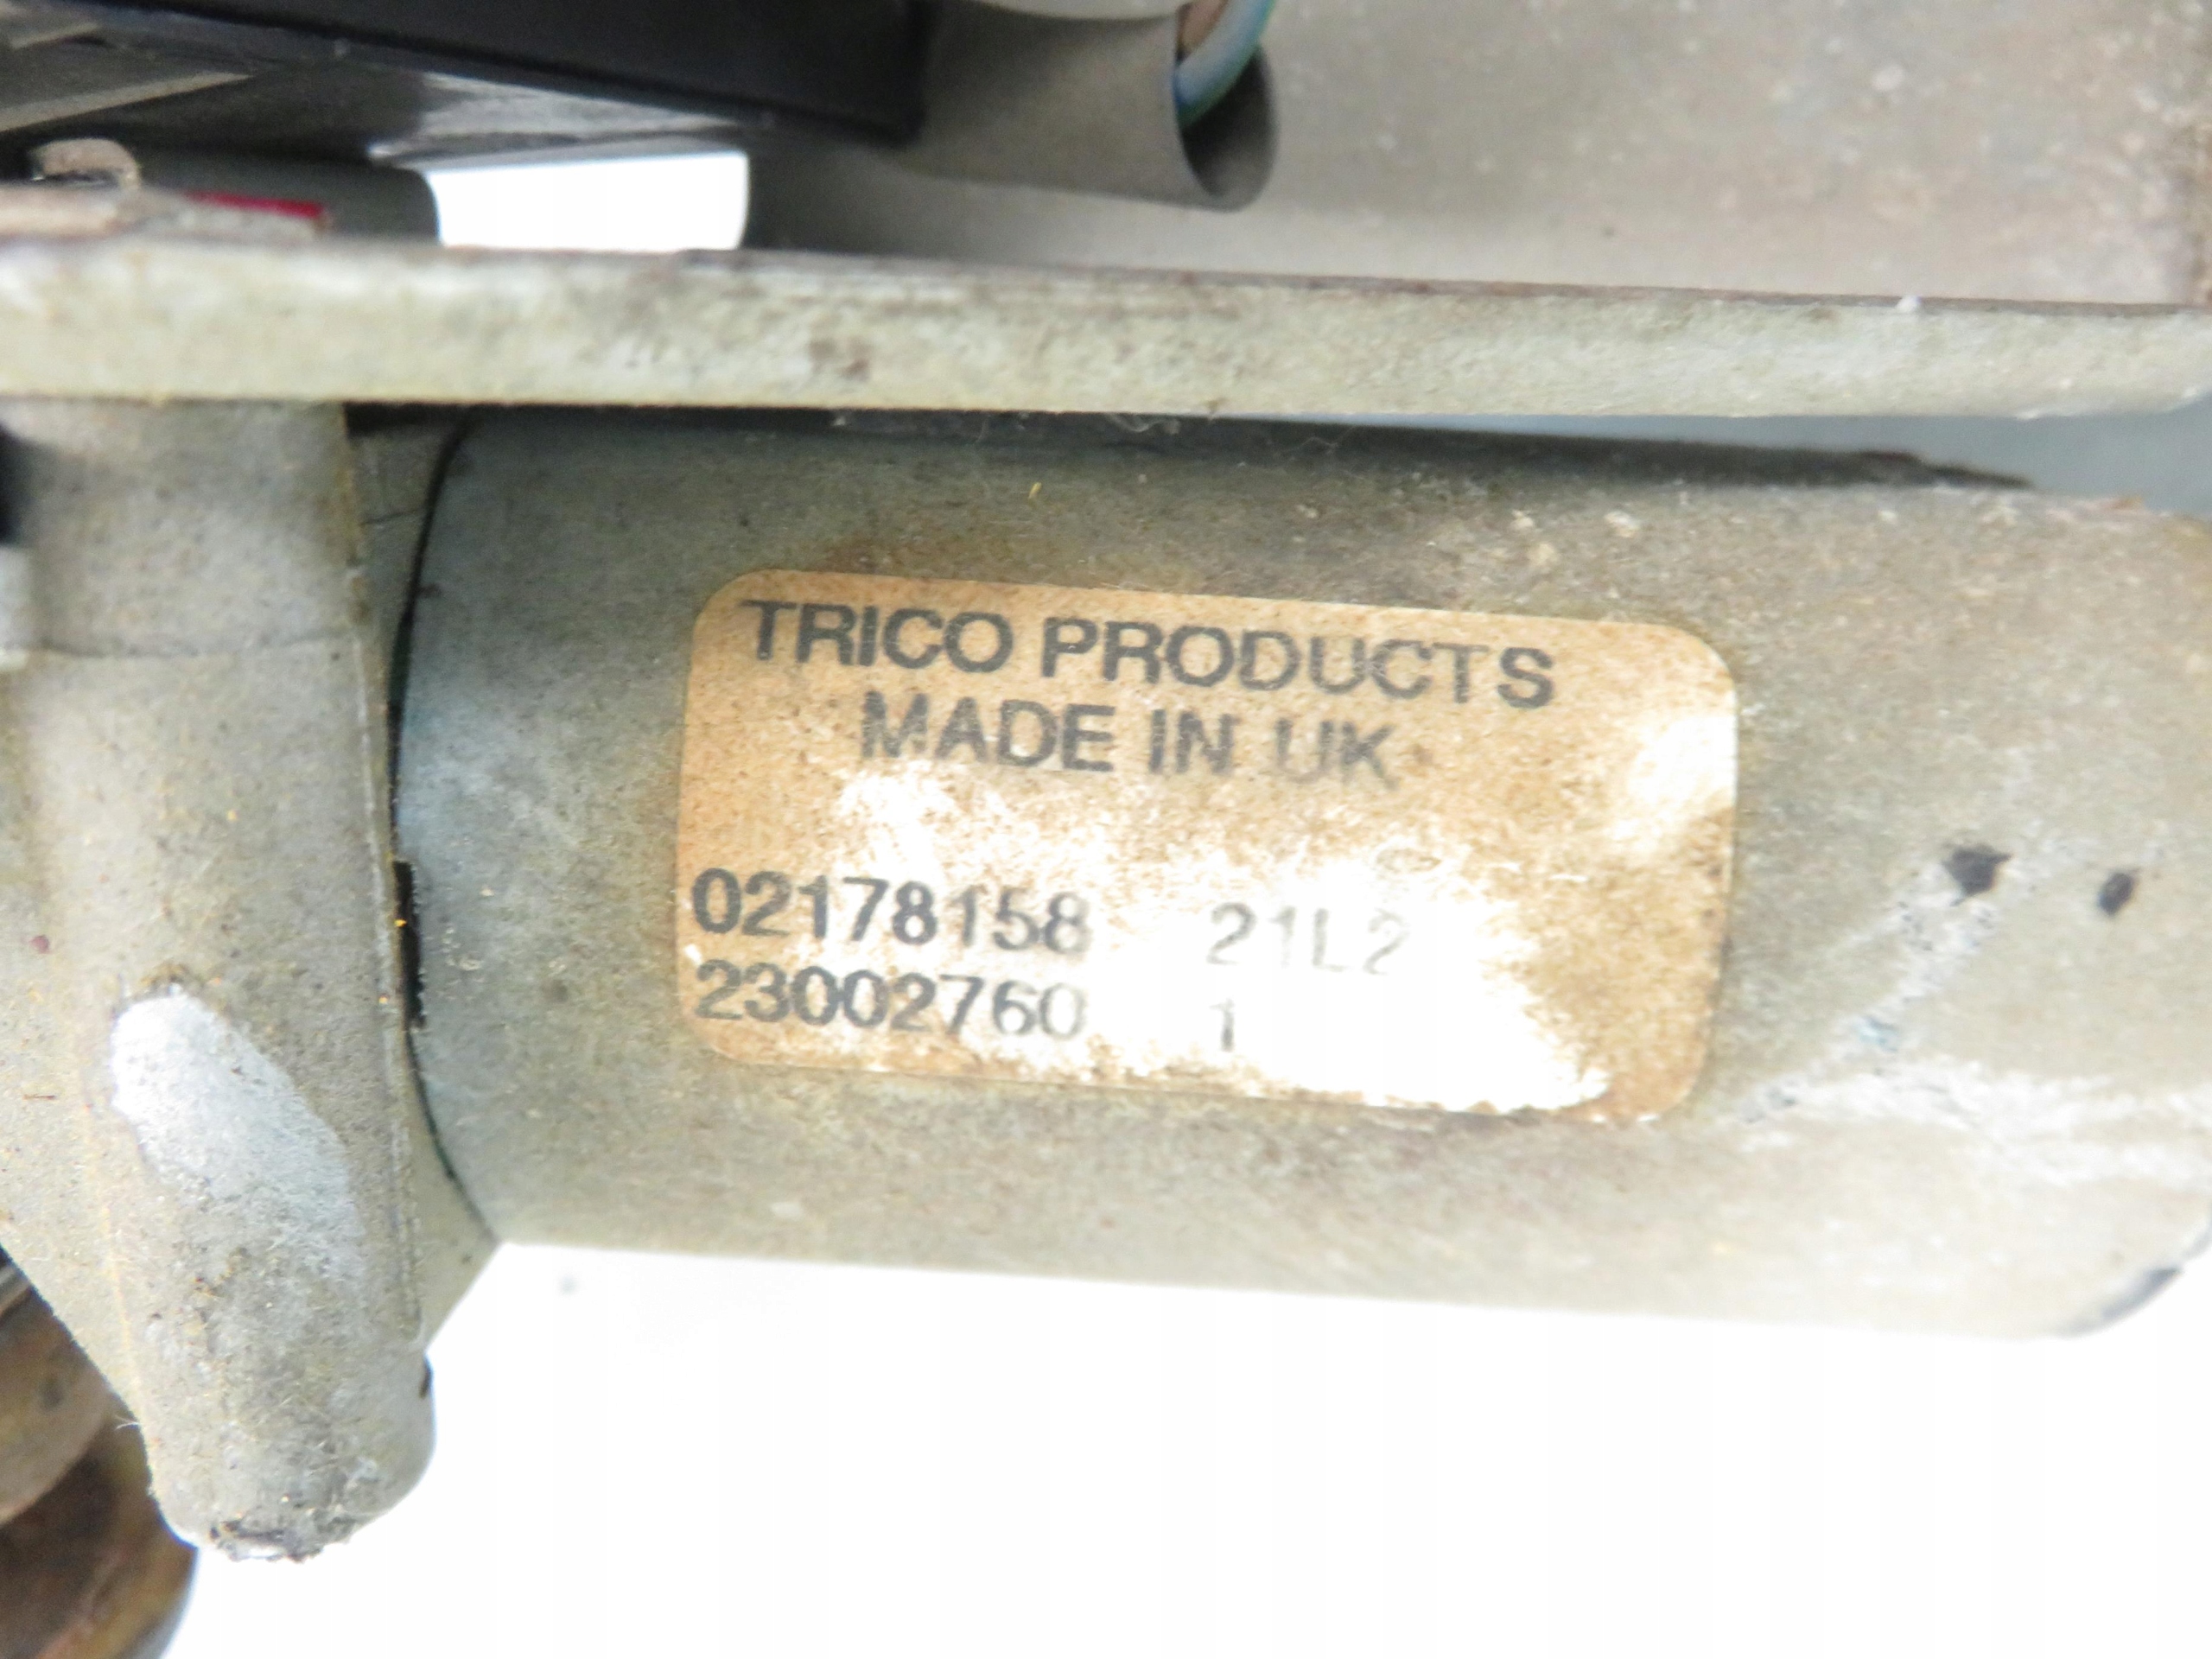 TRICO PRODUCTS
MADE IN UK
02178158 21L2
23002760 1